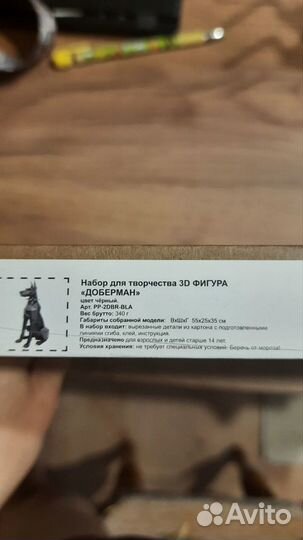 Набор для творчества 3D ФИГУРА
«ДОБЕРМАН»
цвет чёрный.
Арт. PP-2DBR-BLA
Вес брутто: 340 г
Габариты собранной модели: ВхШхГ 55х25х35 см
В набор входит: вырезанные детали из картона с подготовленными
линиями сгиба, клей, инструкция.
Предназначено для взрослых и детей старше 14 лет.
Условия хранения: не требует специальных условий. Беречь от мороза!
Avito